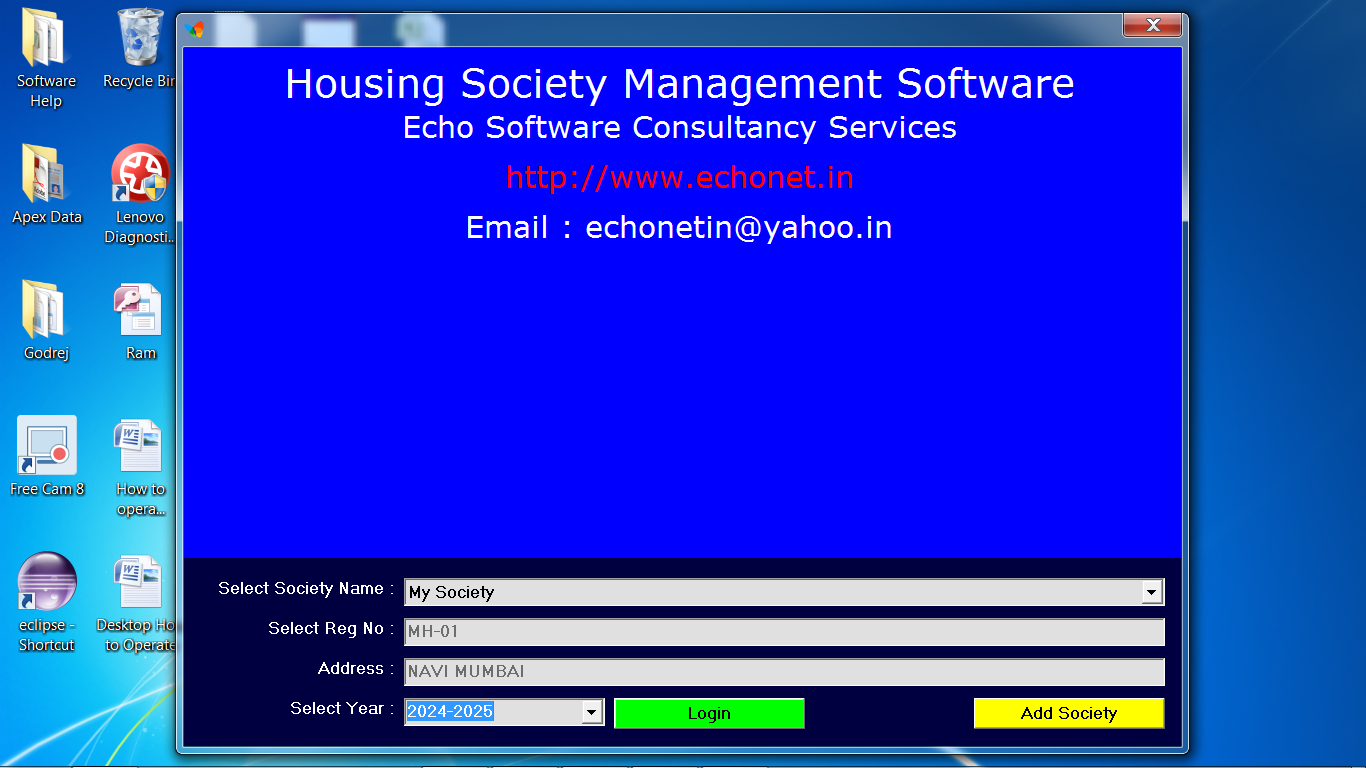 Software
Help
Recycle Bin
Apex Data
Lenovo
Diagnosti...
Godrej
Ram
Free Cam 8
How to
opera...
eclipse -
Shortcut
Desktop Ho
to Operate
X
Housing Society Management Software
Echo Software Consultancy Services
http://www.echonet.in
Email : echonetin@yahoo.in
Select Society Name : My Society
Select Reg No : MH-01
Address : NAVI MUMBAI
Select Year : 2024-2025 Login Add Society